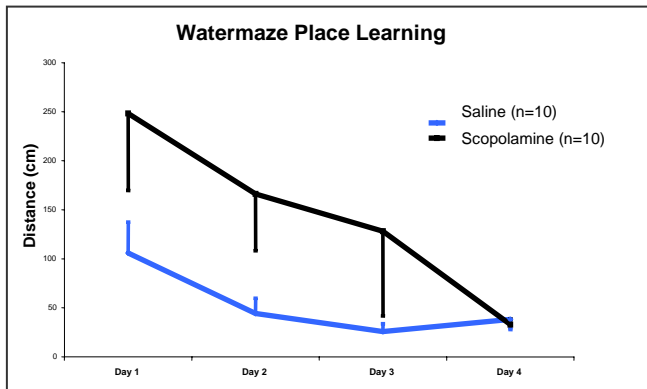 Watermaze Place Learning
300
250
200
150
100
50
0
Distance (cm)
Saline (n=10)
Scopolamine (n=10)
Day 1 Day 2 Day 3 Day 4